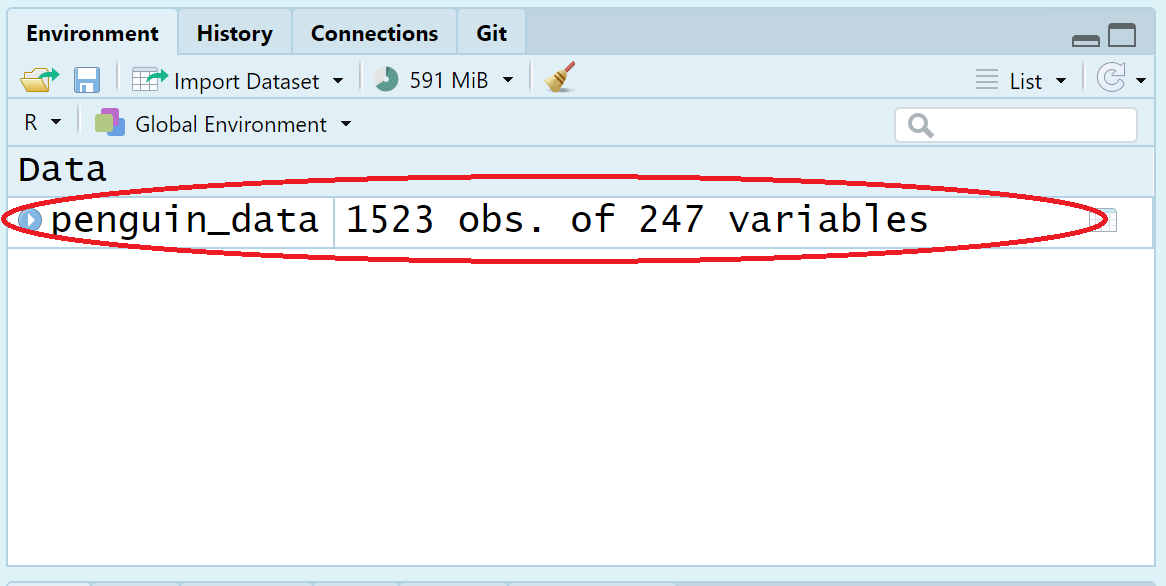 Environment History Connections Git
Import Dataset 591 MiB List
R Global Environment
Data
penguin_data 1523 obs. of 247 variables